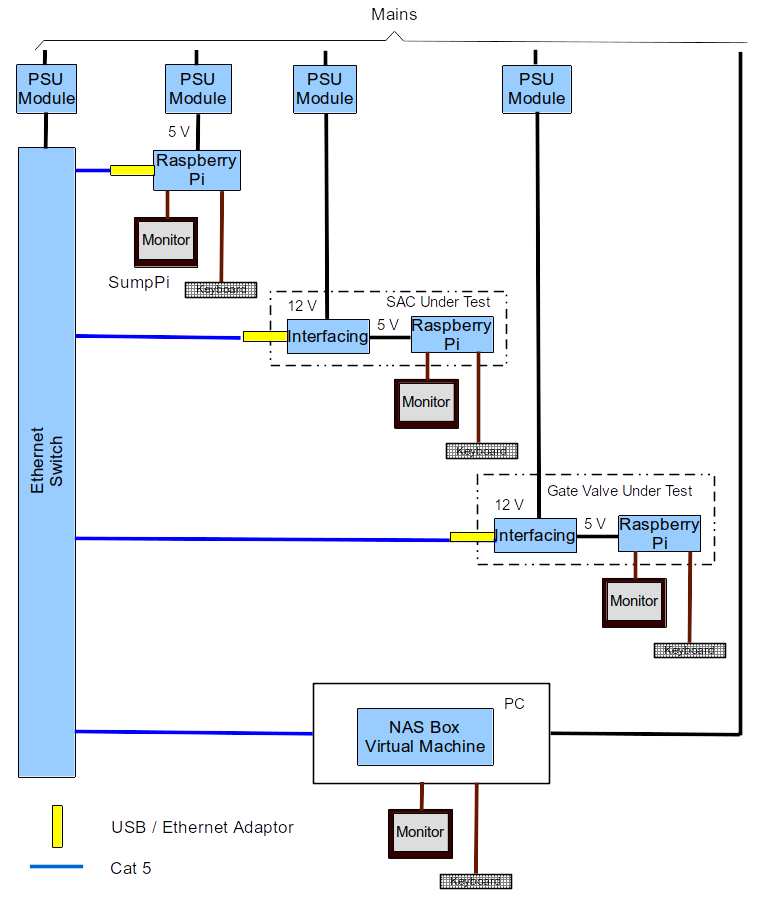 Mains
PSU
Module
PSU
Module
PSU
Module
PSU
Module
5 V
Raspberry
Pi
Monitor
SumpPi
Keyboard
SAC Under Test
12 V
5 V
Interfacing
Raspberry
Pi
Monitor
Keyboard
Ethernet
Switch
Gate Valve Under Test
12 V
5 V
Interfacing
Raspberry
Pi
Monitor
Keyboard
PC
NAS Box
Virtual Machine
Monitor
Keyboard
USB / Ethernet Adaptor
Cat 5